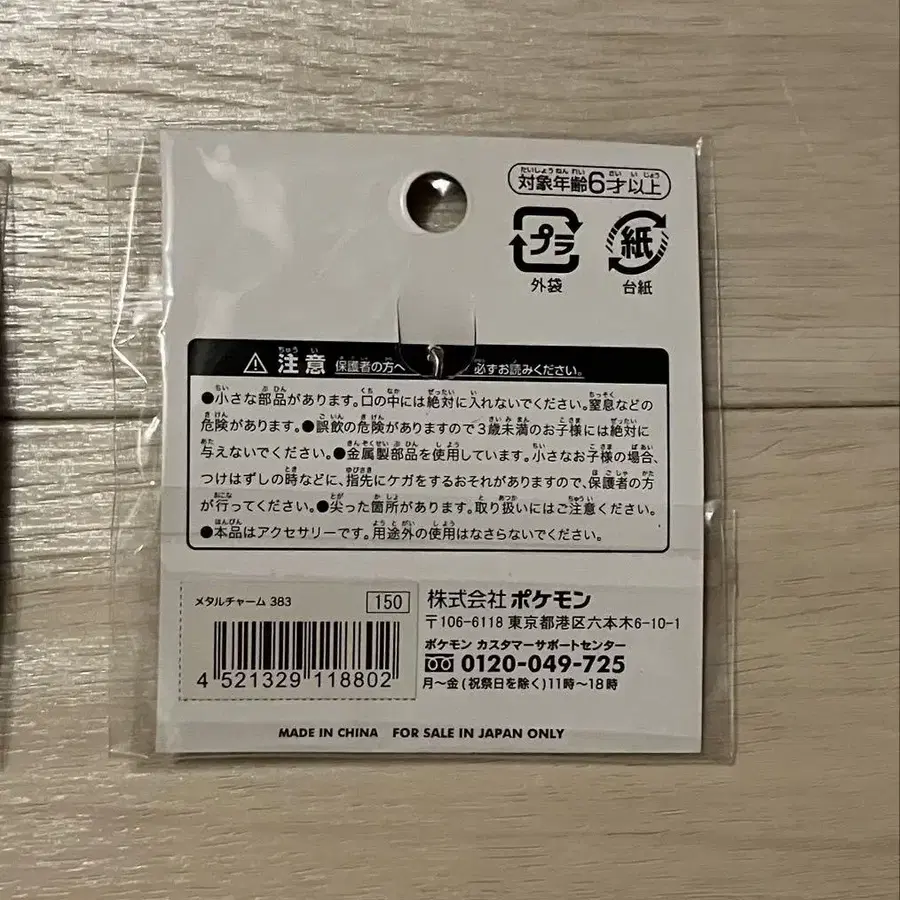 対象年齢6才以上
プラ 紙
外袋 台紙
注意 保護者の方へ 必ずお読みください。
●小さな部品があります。口の中には絶対に入れないでください。窒息などの
危険があります。●誤飲の危険がありますので3歳未満のお子様には絶対に
与えないでください。●金属製部品を使用しています。小さなお子様の場合、
つけはずしの時などに、指先にケガをするおそれがありますので、保護者の方
が行ってください。●尖った箇所があります。取り扱いにはご注意ください。
●本品はアクセサリーです。用途外の使用はなさらないでください。
メタルチャーム 383 150
4 521329 118802
株式会社 ポケモン
〒106-6118 東京都港区六本木6-10-1
ポケモン カスタマーサポートセンター
0120-049-725
月〜金(祝祭日を除く)11時〜18時
MADE IN CHINA FOR SALE IN JAPAN ONLY